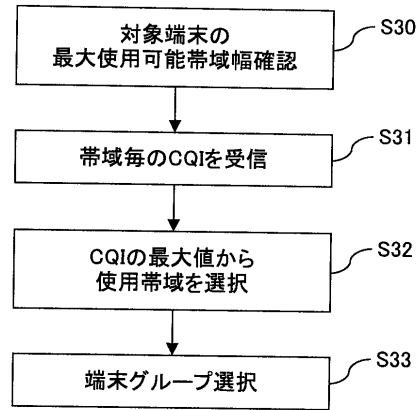 対象端末の
最大使用可能帯域幅確認
S30
帯域毎のCQIを受信
S31
CQIの最大値から
使用帯域を選択
S32
端末グループ選択
S33